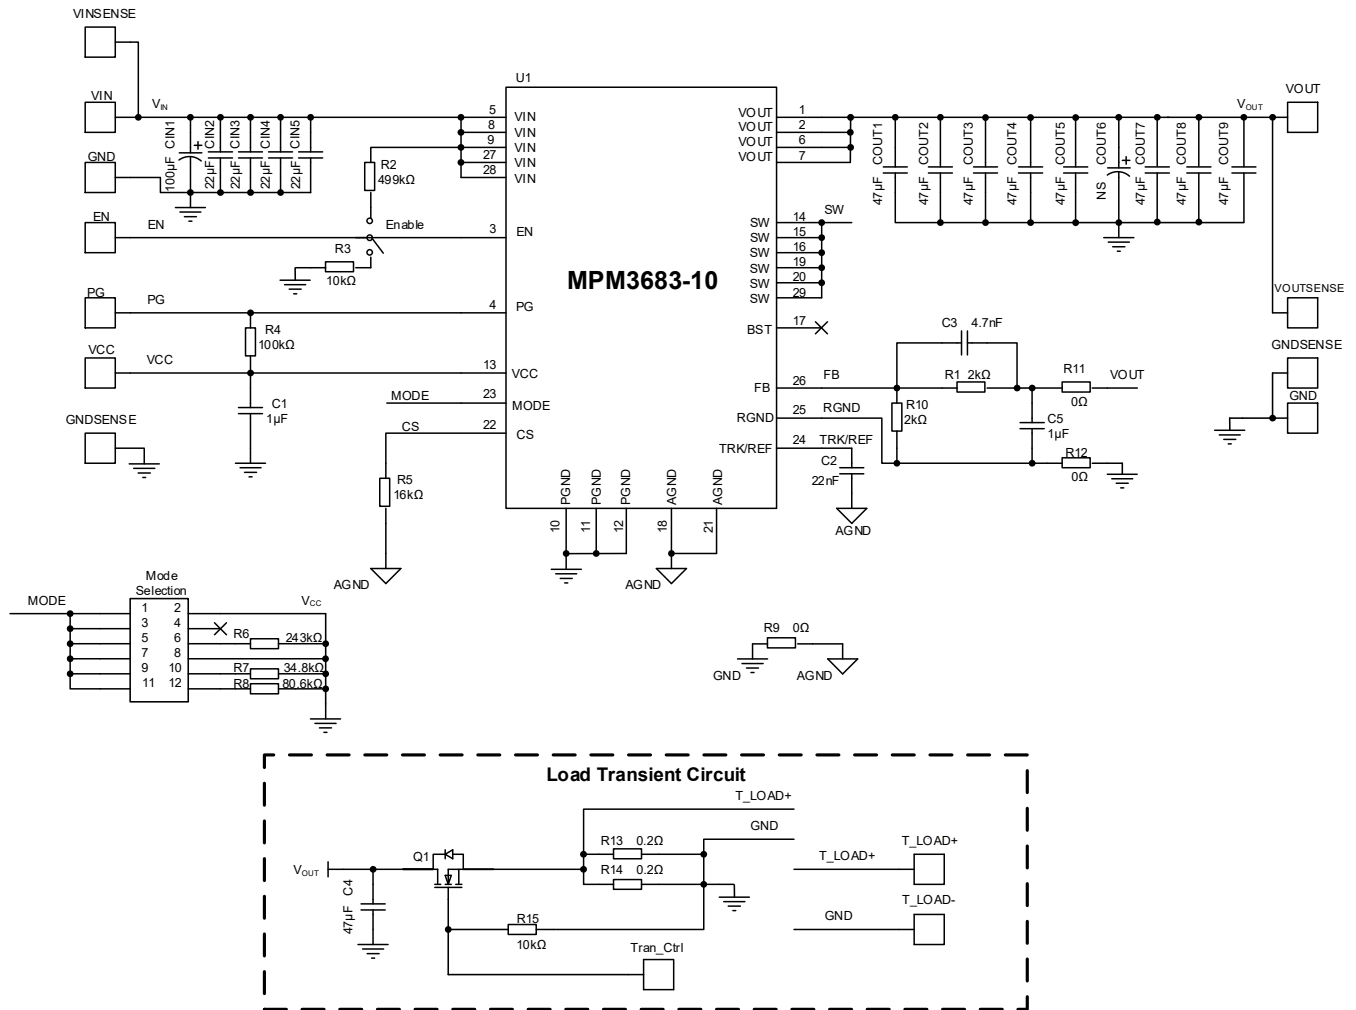 VINSENSE
VIN
V_IN
GND
CIN1
100µF
+
CIN2
22µF
CIN3
22µF
CIN4
22µF
CIN5
22µF
EN
EN
R2
499kΩ
Enable
R3
10kΩ
PG
PG
R4
100kΩ
VCC
VCC
C1
1µF
GNDSENSE
MODE
CS
R5
16kΩ
AGND
U1
MPM3683-10
5 VIN
8 VIN
9 VIN
27 VIN
28 VIN
3 EN
4 PG
13 VCC
23 MODE
22 CS
PGND 10
PGND 11
PGND 12
AGND 18
AGND 21
AGND
VOUT 1
VOUT 2
VOUT 6
VOUT 7
SW 14 SW
SW 15
SW 16
SW 19
SW 20
SW 29
BST 17
FB 26 FB
RGND 25 RGND
TRK/REF 24 TRK/REF
C2
22nF
AGND
C3 4.7nF
R1 2kΩ
R11
0Ω
VOUT
R10
2kΩ
C5
1µF
R12
0Ω
47µF COUT1
47µF COUT2
47µF COUT3
47µF COUT4
47µF COUT5
NS COUT6
+
47µF COUT7
47µF COUT8
47µF COUT9
V_OUT
VOUT
VOUTSENSE
GNDSENSE
GND
Mode
Selection
MODE
V_CC
1 2
3 4
5 6
7 8
9 10
11 12
R6 243kΩ
R7 34.8kΩ
R8 80.6kΩ
R9 0Ω
GND
AGND
Load Transient Circuit
T_LOAD+
GND
R13 0.2Ω
R14 0.2Ω
V_OUT
Q1
47µF C4
R15
10kΩ
Tran_Ctrl
T_LOAD+
T_LOAD+
GND
T_LOAD-